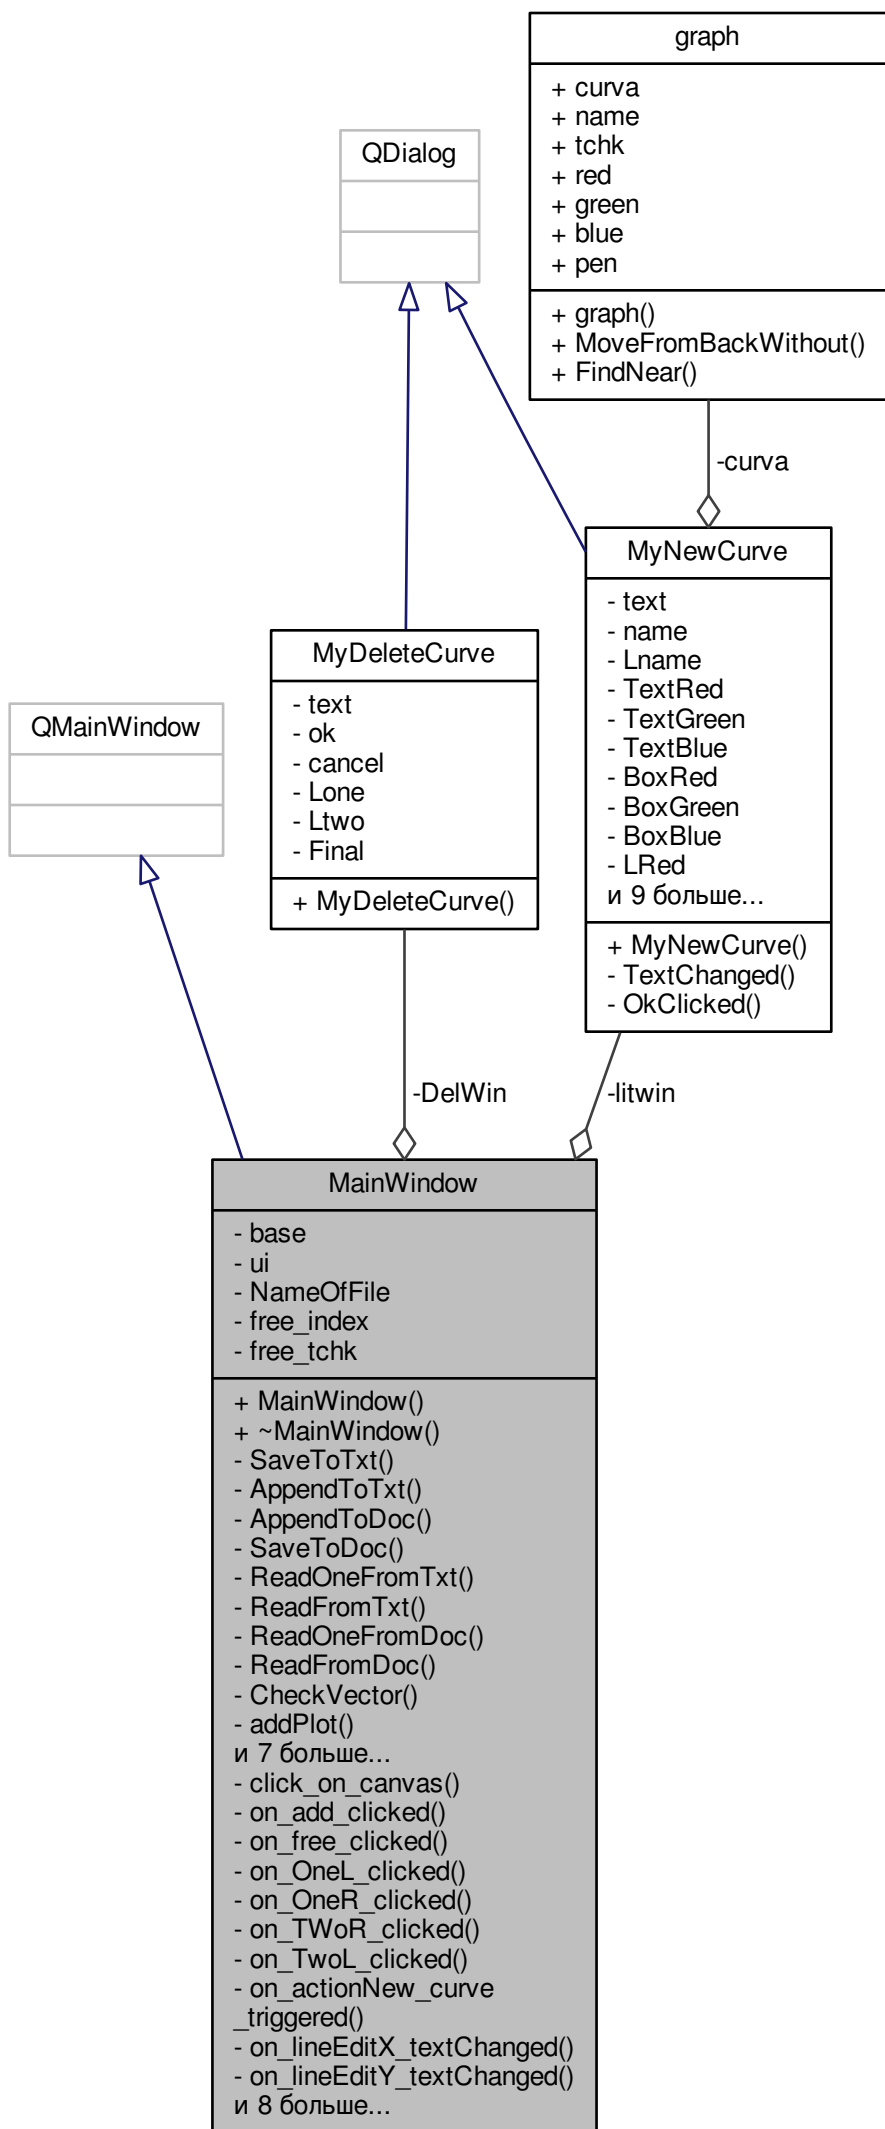 graph
+ curva
+ name
+ tchk
+ red
+ green
+ blue
+ pen
+ graph()
+ MoveFromBackWithout()
+ FindNear()
QDialog
-curva
MyNewCurve
- text
- name
- Lname
- TextRed
- TextGreen
- TextBlue
- BoxRed
- BoxGreen
- BoxBlue
- LRed
и 9 больше...
+ MyNewCurve()
- TextChanged()
- OkClicked()
MyDeleteCurve
- text
- ok
- cancel
- Lone
- Ltwo
- Final
+ MyDeleteCurve()
QMainWindow
-DelWin
-litwin
MainWindow
- base
- ui
- NameOfFile
- free_index
- free_tchk
+ MainWindow()
+ ~MainWindow()
- SaveToTxt()
- AppendToTxt()
- AppendToDoc()
- SaveToDoc()
- ReadOneFromTxt()
- ReadFromTxt()
- ReadOneFromDoc()
- ReadFromDoc()
- CheckVector()
- addPlot()
и 7 больше...
- click_on_canvas()
- on_add_clicked()
- on_free_clicked()
- on_OneL_clicked()
- on_OneR_clicked()
- on_TWoR_clicked()
- on_TwoL_clicked()
- on_actionNew_curve
_triggered()
- on_lineEditX_textChanged()
- on_lineEditY_textChanged()
и 8 больше...